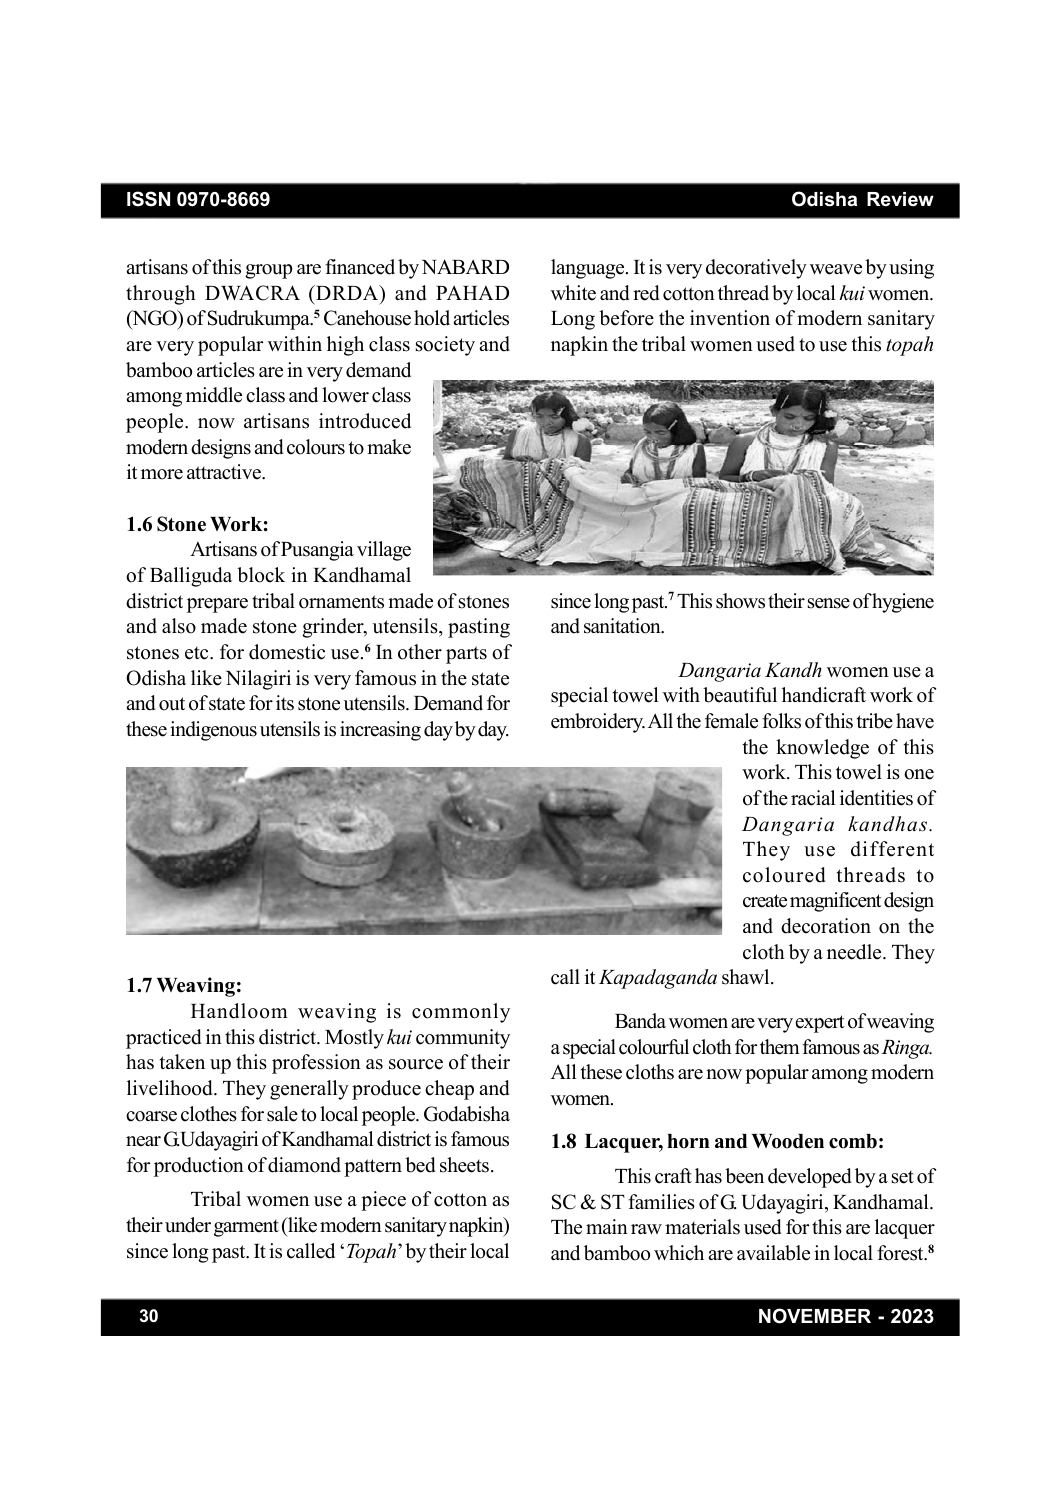 ISSN 0970-8669 Odisha Review
artisans of this group are financed by NABARD
through DWACRA (DRDA) and PAHAD
(NGO) of Sudrukumpa.5 Canehouse hold articles
are very popular within high class society and
bamboo articles are in very demand
among middle class and lower class
people. now artisans introduced
modern designs and colours to make
it more attractive.
1.6 Stone Work:
Artisans of Pusangia village
of Balliguda block in Kandhamal
district prepare tribal ornaments made of stones
and also made stone grinder, utensils, pasting
stones etc. for domestic use.6 In other parts of
Odisha like Nilagiri is very famous in the state
and out of state for its stone utensils. Demand for
these indigenous utensils is increasing day by day.
1.7 Weaving:
Handloom weaving is commonly
practiced in this district. Mostly kui community
has taken up this profession as source of their
livelihood. They generally produce cheap and
coarse clothes for sale to local people. Godabisha
near G.Udayagiri of Kandhamal district is famous
for production of diamond pattern bed sheets.
Tribal women use a piece of cotton as
their under garment (like modern sanitary napkin)
since long past. It is called ‘Topah’ by their local
language. It is very decoratively weave by using
white and red cotton thread by local kui women.
Long before the invention of modern sanitary
napkin the tribal women used to use this topah
since long past.7 This shows their sense of hygiene
and sanitation.
Dangaria Kandh women use a
special towel with beautiful handicraft work of
embroidery. All the female folks of this tribe have
the knowledge of this
work. This towel is one
of the racial identities of
Dangaria kandhas.
They use different
coloured threads to
create magnificent design
and decoration on the
cloth by a needle. They
call it Kapadaganda shawl.
Banda women are very expert of weaving
a special colourful cloth for them famous as Ringa.
All these cloths are now popular among modern
women.
1.8 Lacquer, horn and Wooden comb:
This craft has been developed by a set of
SC & ST families of G. Udayagiri, Kandhamal.
The main raw materials used for this are lacquer
and bamboo which are available in local forest.8
30 NOVEMBER - 2023